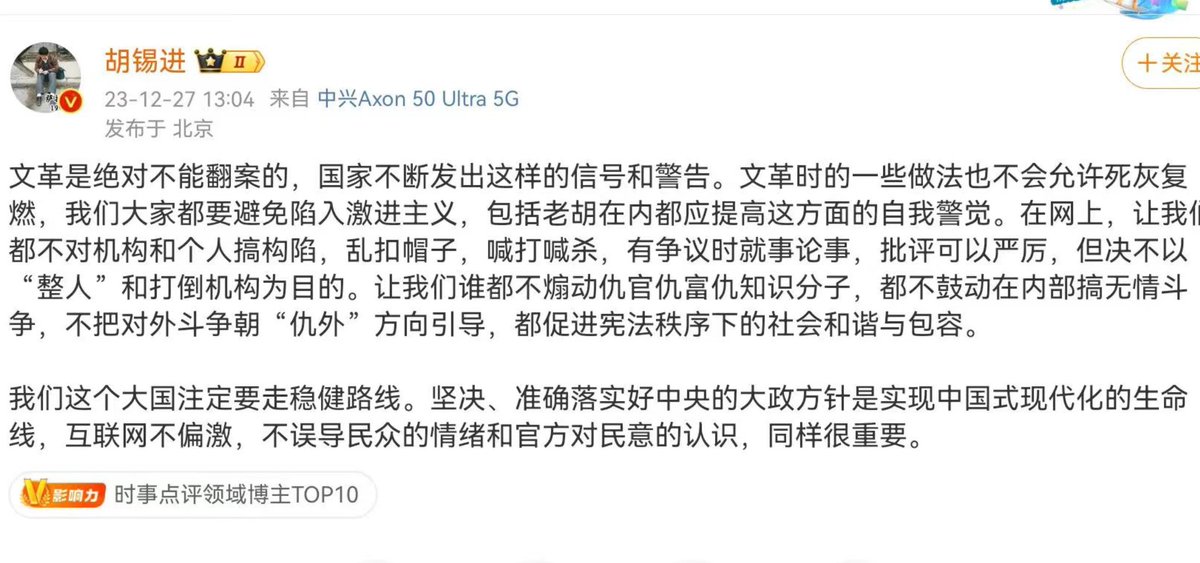 胡锡进 II
23-12-27 13:04 来自 中兴Axon 50 Ultra 5G
发布于 北京
+关注
文革是绝对不能翻案的，国家不断发出这样的信号和警告。文革时的一些做法也不会允许死灰复
燃，我们大家都要避免陷入激进主义，包括老胡在内都应提高这方面的自我警觉。在网上，让我们
都不对机构和个人搞构陷，乱扣帽子，喊打喊杀，有争议时就事论事，批评可以严厉，但决不以
“整人”和打倒机构为目的。让我们谁都不煽动仇官仇富仇知识分子，都不鼓动在内部搞无情斗
争，不把对外斗争朝“仇外”方向引导，都促进宪法秩序下的社会和谐与包容。
我们这个大国注定要走稳健路线。坚决、准确落实好中央的大政方针是实现中国式现代化的生命
线，互联网不偏激，不误导民众的情绪和官方对民意的认识，同样很重要。
V影响力 时事点评领域博主TOP10